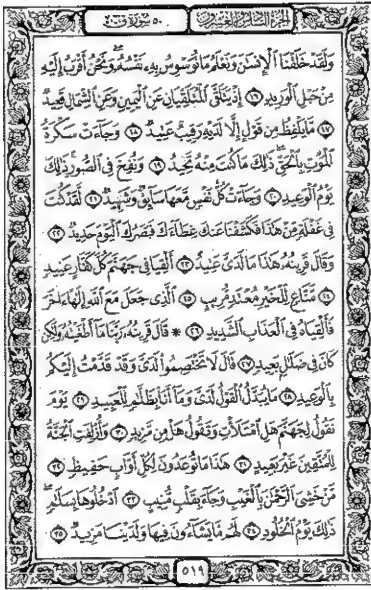 الجزء السادس والعشرون
٥٠ سورة ق
وَلَقَدْ خَلَقْنَا ٱلْإِنسَٰنَ وَنَعْلَمُ مَا تُوَسْوِسُ بِهِۦ نَفْسُهُۥ ۖ وَنَحْنُ أَقْرَبُ إِلَيْهِ
مِنْ حَبْلِ ٱلْوَرِيدِ ١٦ إِذْ يَتَلَقَّى ٱلْمُتَلَقِّيَانِ عَنِ ٱلْيَمِينِ وَعَنِ ٱلشِّمَالِ قَعِيدٌ
١٧ مَّا يَلْفِظُ مِن قَوْلٍ إِلَّا لَدَيْهِ رَقِيبٌ عَتِيدٌ ١٨ وَجَآءَتْ سَكْرَةُ
ٱلْمَوْتِ بِٱلْحَقِّ ۖ ذَٰلِكَ مَا كُنتَ مِنْهُ تَحِيدُ ١٩ وَنُفِخَ فِى ٱلصُّورِ ۚ ذَٰلِكَ
يَوْمُ ٱلْوَعِيدِ ٢٠ وَجَآءَتْ كُلُّ نَفْسٍ مَّعَهَا سَآئِقٌ وَشَهِيدٌ ٢١ لَّقَدْ كُنتَ
فِى غَفْلَةٍ مِّنْ هَٰذَا فَكَشَفْنَا عَنكَ غِطَآءَكَ فَبَصَرُكَ ٱلْيَوْمَ حَدِيدٌ ٢٢
وَقَالَ قَرِينُهُۥ هَٰذَا مَا لَدَىَّ عَتِيدٌ ٢٣ أَلْقِيَا فِى جَهَنَّمَ كُلَّ كَفَّارٍ عَنِيدٍ
٢٤ مَّنَّاعٍ لِّلْخَيْرِ مُعْتَدٍ مُّرِيبٍ ٢٥ ٱلَّذِى جَعَلَ مَعَ ٱللَّهِ إِلَٰهًا ءَاخَرَ
فَأَلْقِيَاهُ فِى ٱلْعَذَابِ ٱلشَّدِيدِ ٢٦ * قَالَ قَرِينُهُۥ رَبَّنَا مَآ أَطْغَيْتُهُۥ وَلَٰكِن
كَانَ فِى ضَلَٰلٍۭ بَعِيدٍ ٢٧ قَالَ لَا تَخْتَصِمُوا۟ لَدَىَّ وَقَدْ قَدَّمْتُ إِلَيْكُم
بِٱلْوَعِيدِ ٢٨ مَا يُبَدَّلُ ٱلْقَوْلُ لَدَىَّ وَمَآ أَنَا۠ بِظَلَّٰمٍ لِّلْعَبِيدِ ٢٩ يَوْمَ
نَقُولُ لِجَهَنَّمَ هَلِ ٱمْتَلَأْتِ وَتَقُولُ هَلْ مِن مَّزِيدٍ ٣٠ وَأُزْلِفَتِ ٱلْجَنَّةُ
لِلْمُتَّقِينَ غَيْرَ بَعِيدٍ ٣١ هَٰذَا مَا تُوعَدُونَ لِكُلِّ أَوَّابٍ حَفِيظٍ ٣٢
مَّنْ خَشِىَ ٱلرَّحْمَٰنَ بِٱلْغَيْبِ وَجَآءَ بِقَلْبٍ مُّنِيبٍ ٣٣ ٱدْخُلُوهَا بِسَلَٰمٍ ۖ
ذَٰلِكَ يَوْمُ ٱلْخُلُودِ ٣٤ لَهُم مَّا يَشَآءُونَ فِيهَا وَلَدَيْنَا مَزِيدٌ ٣٥
٥١٩